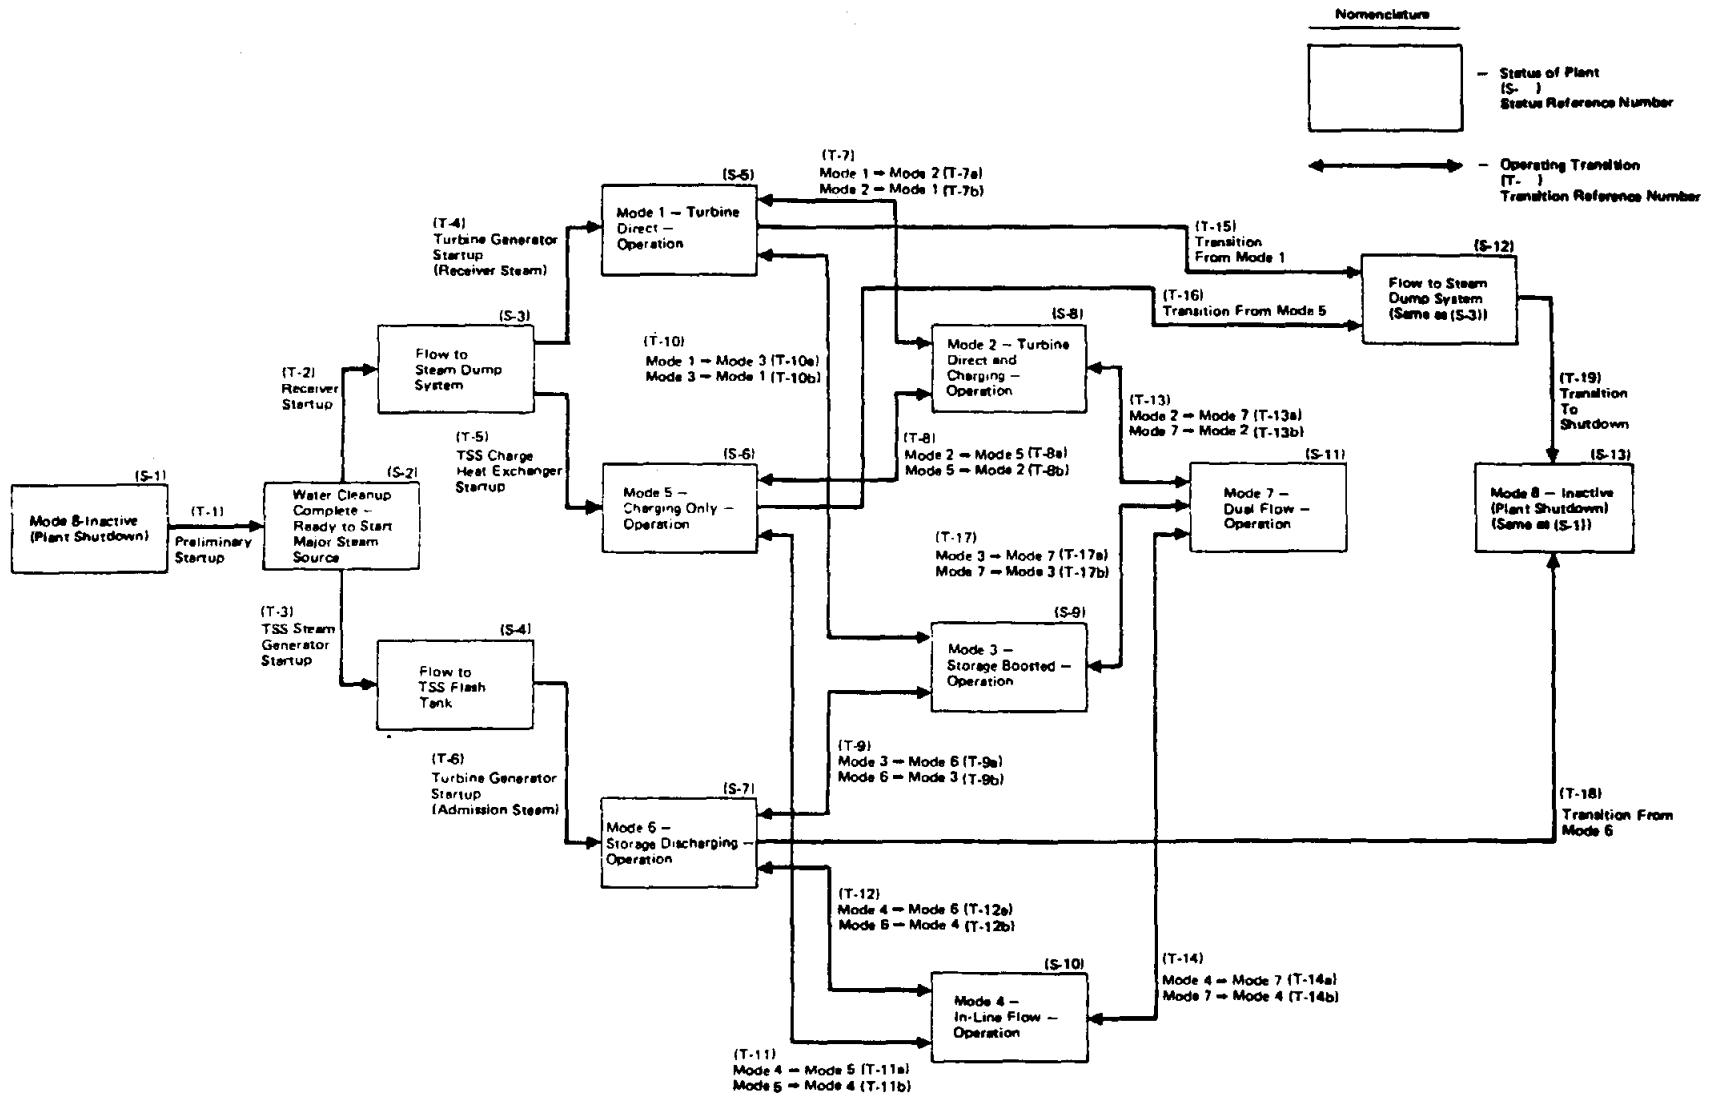 Nomenclature
– Status of Plant
(S- )
Status Reference Number
– Operating Transition
(T- )
Transition Reference Number
(T-7)
Mode 1 → Mode 2 (T-7a)
Mode 2 → Mode 1 (T-7b)
(S-5)
Mode 1 – Turbine
Direct –
Operation
(T-4)
Turbine Generator
Startup
(Receiver Steam)
(T-15)
Transition
From Mode 1
(S-12)
Flow to Steam
Dump System
(Same as (S-3))
(T-16)
Transition From Mode 5
(S-3)
Flow to
Steam Dump
System
(T-10)
Mode 1 → Mode 3 (T-10a)
Mode 3 → Mode 1 (T-10b)
(S-8)
Mode 2 – Turbine
Direct and
Charging –
Operation
(T-2)
Receiver
Startup
(T-19)
Transition
To
Shutdown
(T-13)
Mode 2 → Mode 7 (T-13a)
Mode 7 → Mode 2 (T-13b)
(T-5)
TSS Charge
Heat Exchanger
Startup
(T-8)
Mode 2 → Mode 5 (T-8a)
Mode 5 → Mode 2 (T-8b)
(S-1)
Mode 8-Inactive
(Plant Shutdown)
(T-1)
Preliminary
Startup
(S-2)
Water Cleanup
Complete –
Ready to Start
Major Steam
Source
(S-6)
Mode 5 –
Charging Only –
Operation
(S-11)
Mode 7 –
Dual Flow –
Operation
(S-13)
Mode 8 – Inactive
(Plant Shutdown)
(Same as (S-1))
(T-17)
Mode 3 → Mode 7 (T-17a)
Mode 7 → Mode 3 (T-17b)
(T-3)
TSS Steam
Generator
Startup
(S-4)
Flow to
TSS Flash
Tank
(S-9)
Mode 3 –
Storage Boosted –
Operation
(T-6)
Turbine Generator
Startup
(Admission Steam)
(T-9)
Mode 3 → Mode 6 (T-9a)
Mode 6 → Mode 3 (T-9b)
(S-7)
Mode 6 –
Storage Discharging –
Operation
(T-18)
Transition From
Mode 6
(T-12)
Mode 4 → Mode 6 (T-12a)
Mode 6 → Mode 4 (T-12b)
(S-10)
Mode 4 –
In-Line Flow –
Operation
(T-14)
Mode 4 → Mode 7 (T-14a)
Mode 7 → Mode 4 (T-14b)
(T-11)
Mode 4 → Mode 5 (T-11a)
Mode 5 → Mode 4 (T-11b)